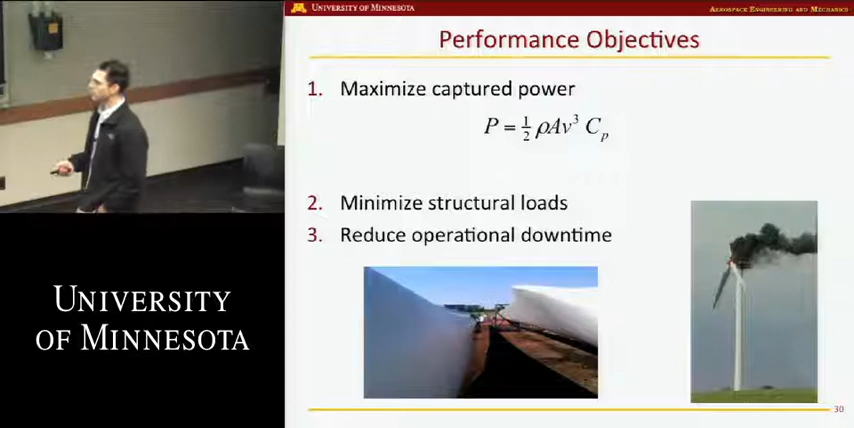 UNIVERSITY OF MINNESOTA
AEROSPACE ENGINEERING AND MECHANICS
Performance Objectives
1. Maximize captured power
P = ½ ρAv³ Cₚ
2. Minimize structural loads
3. Reduce operational downtime
UNIVERSITY
OF MINNESOTA
30